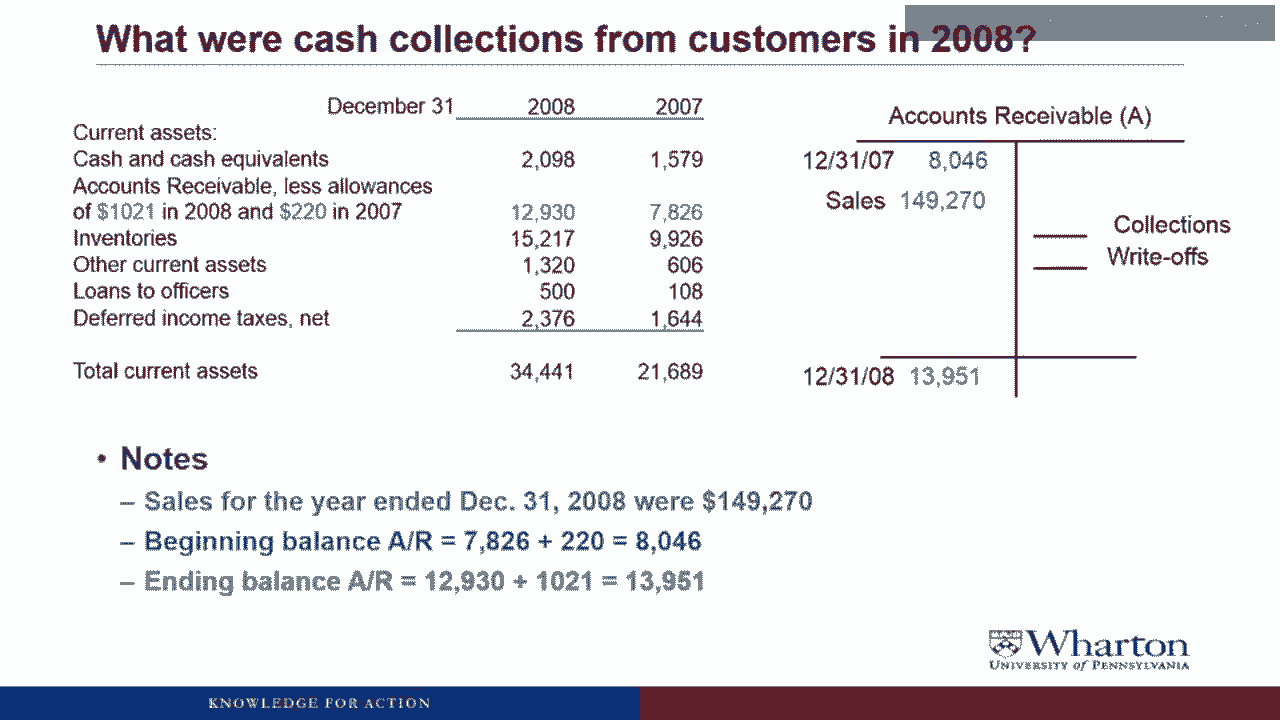 What were cash collections from customers in 2008?
December 31 2008 2007
Current assets:
Cash and cash equivalents 2,098 1,579
Accounts Receivable, less allowances
of $1021 in 2008 and $220 in 2007 12,930 7,826
Inventories 15,217 9,926
Other current assets 1,320 606
Loans to officers 500 108
Deferred income taxes, net 2,376 1,644
Total current assets 34,441 21,689
Accounts Receivable (A)
12/31/07 8,046
Sales 149,270
Collections
Write-offs
12/31/08 13,951
• Notes
– Sales for the year ended Dec. 31, 2008 were $149,270
– Beginning balance A/R = 7,826 + 220 = 8,046
– Ending balance A/R = 12,930 + 1021 = 13,951
Wharton
UNIVERSITY of PENNSYLVANIA
KNOWLEDGE FOR ACTION